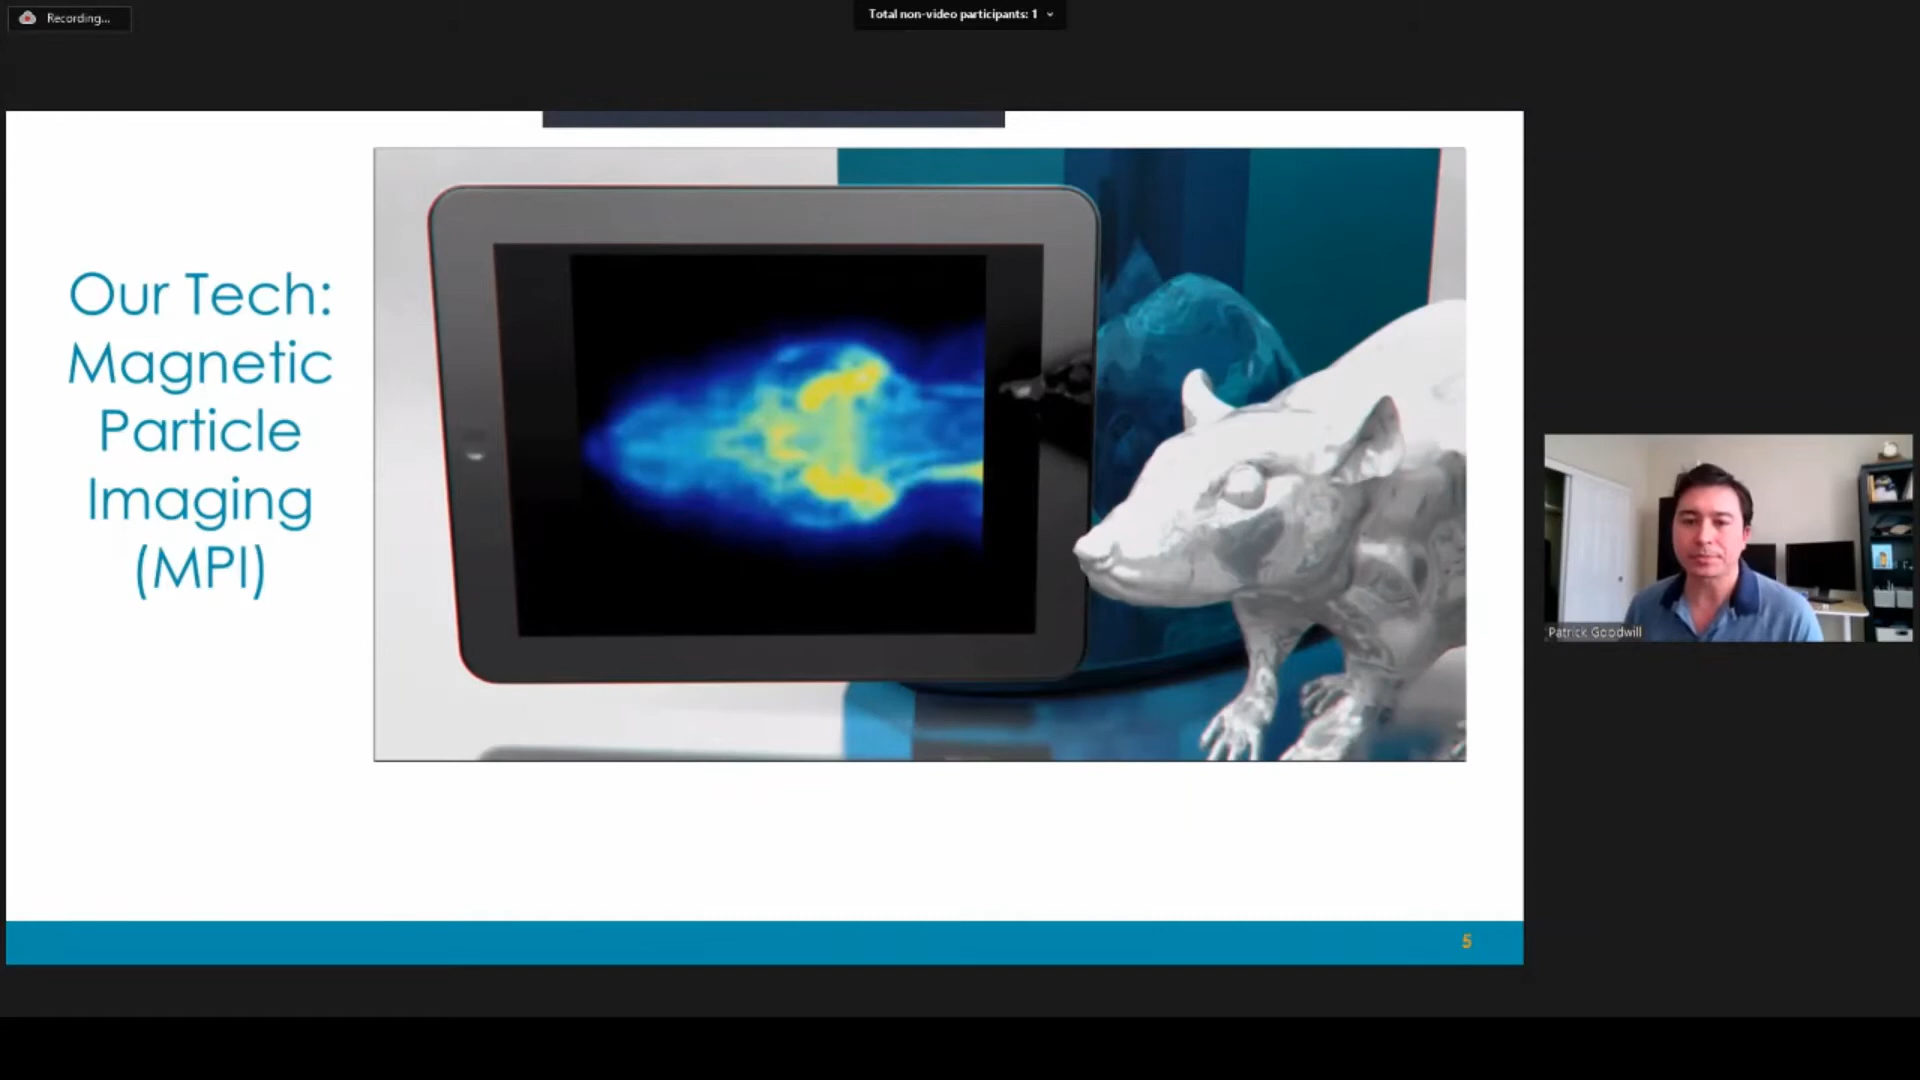 Recording...
Total non-video participants: 1
Our Tech:
Magnetic
Particle
Imaging
(MPI)
Patrick Goodwill
5